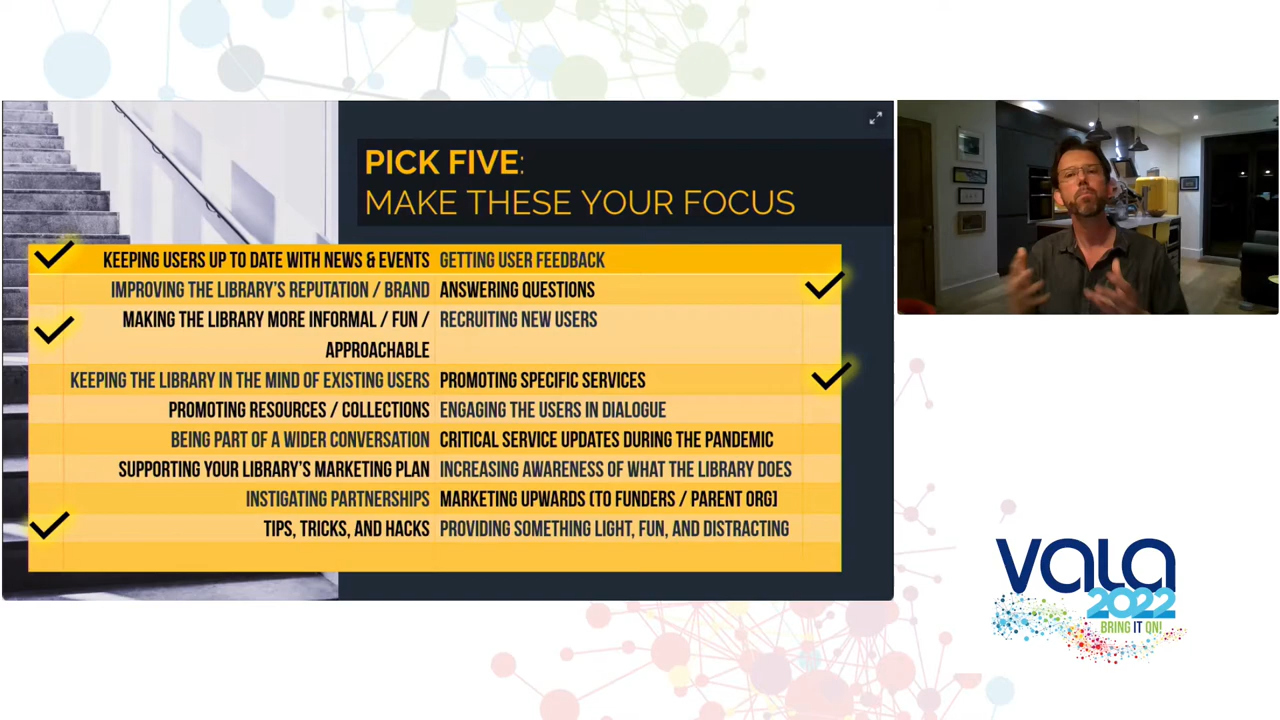 PICK FIVE:
MAKE THESE YOUR FOCUS
KEEPING USERS UP TO DATE WITH NEWS & EVENTS GETTING USER FEEDBACK
IMPROVING THE LIBRARY'S REPUTATION / BRAND ANSWERING QUESTIONS
MAKING THE LIBRARY MORE INFORMAL / FUN / RECRUITING NEW USERS
APPROACHABLE
KEEPING THE LIBRARY IN THE MIND OF EXISTING USERS PROMOTING SPECIFIC SERVICES
PROMOTING RESOURCES / COLLECTIONS ENGAGING THE USERS IN DIALOGUE
BEING PART OF A WIDER CONVERSATION CRITICAL SERVICE UPDATES DURING THE PANDEMIC
SUPPORTING YOUR LIBRARY'S MARKETING PLAN INCREASING AWARENESS OF WHAT THE LIBRARY DOES
INSTIGATING PARTNERSHIPS MARKETING UPWARDS (TO FUNDERS / PARENT ORG)
TIPS, TRICKS, AND HACKS PROVIDING SOMETHING LIGHT, FUN, AND DISTRACTING
VALA
2022
BRING IT ON!